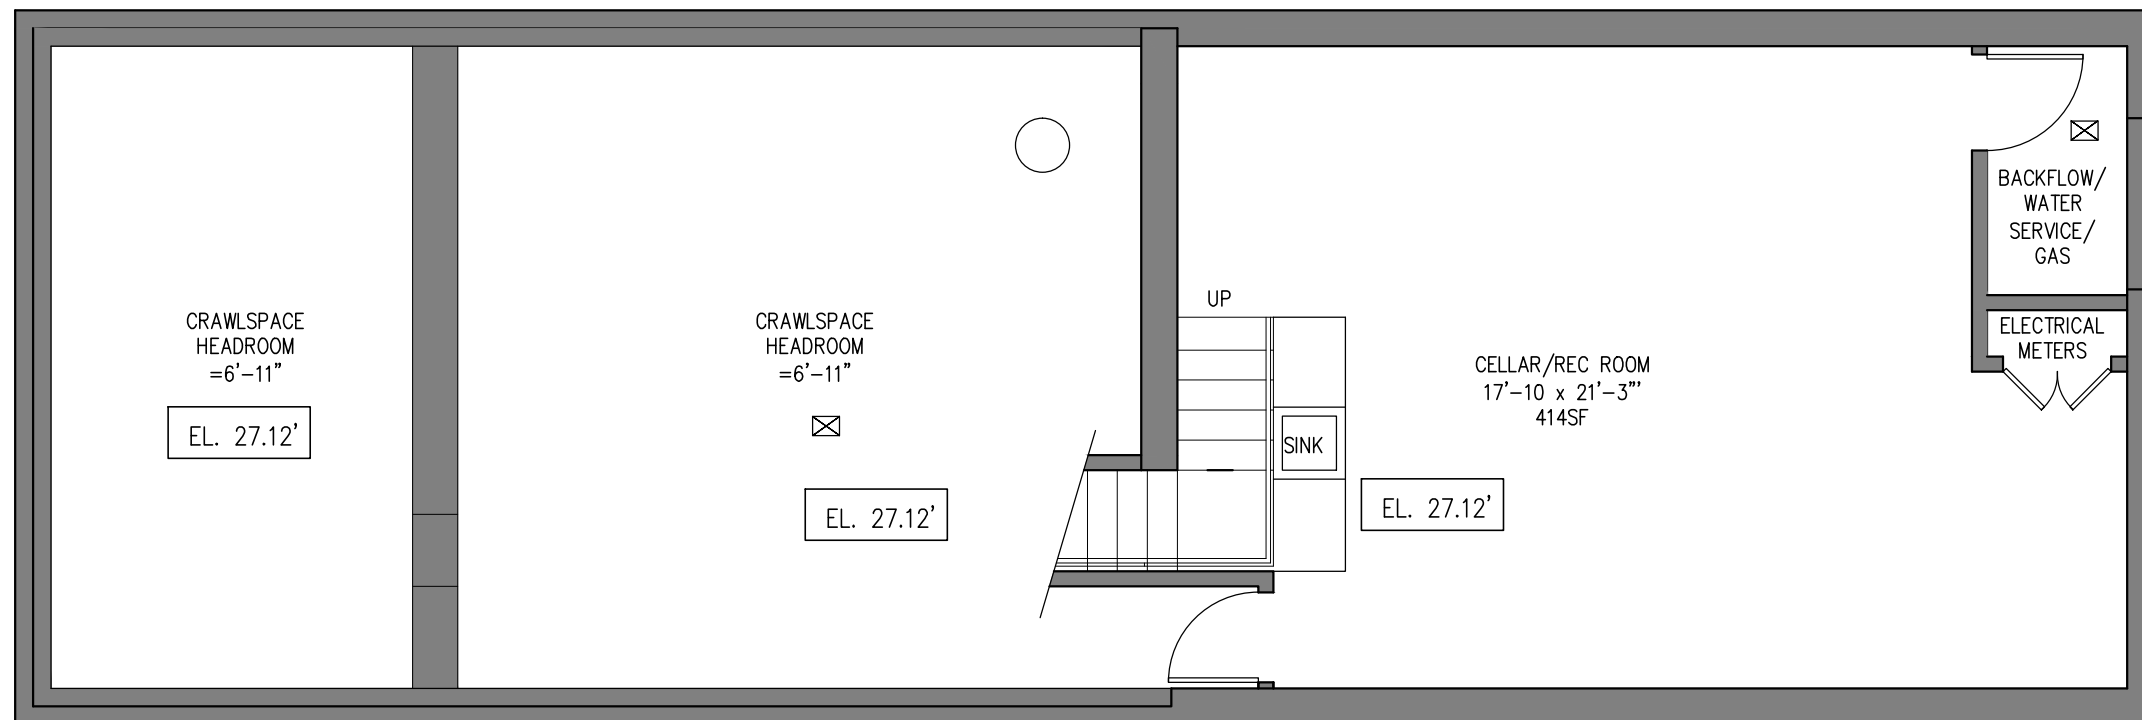 CRAWLSPACE
HEADROOM
=6'-11"
EL. 27.12'
CRAWLSPACE
HEADROOM
=6'-11"
EL. 27.12'
UP
SINK
CELLAR/REC ROOM
17'-10 x 21'-3"'
414SF
EL. 27.12'
BACKFLOW/
WATER
SERVICE/
GAS
ELECTRICAL
METERS